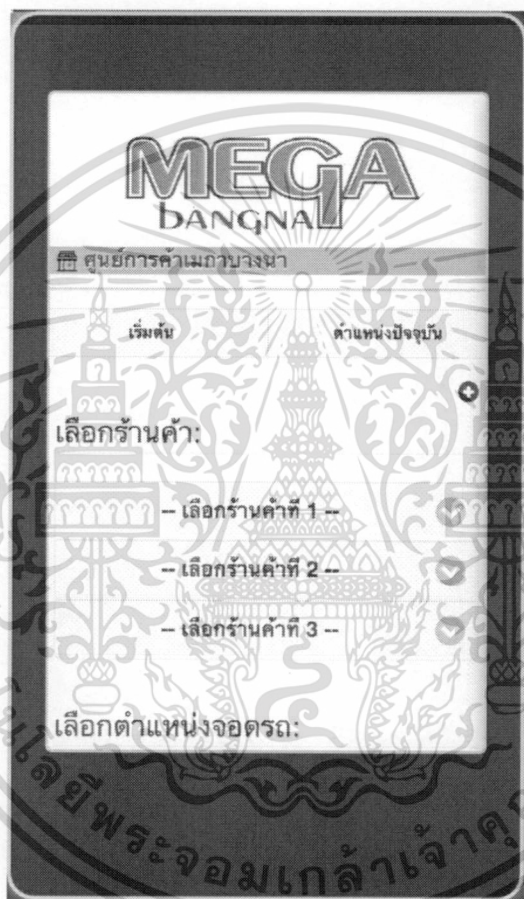 MEGA
bANGNA
ศูนย์การค้าเมกาบางนา
เริ่มต้น ตำแหน่งปัจจุบัน
เลือกร้านค้า:
-- เลือกร้านค้าที่ 1 --
-- เลือกร้านค้าที่ 2 --
-- เลือกร้านค้าที่ 3 --
เลือกตำแหน่งจอดรถ:
นโลยีพระจอมเกล้าเจ้าคุณ